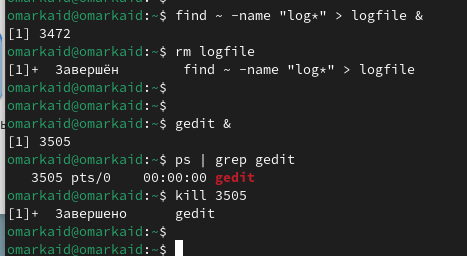 omarkaid@omarkaid:~$ find ~ -name "log*" > logfile &
[1] 3472
omarkaid@omarkaid:~$ rm logfile
[1]+  Завершён        find ~ -name "log*" > logfile
omarkaid@omarkaid:~$
omarkaid@omarkaid:~$
omarkaid@omarkaid:~$ gedit &
[1] 3505
omarkaid@omarkaid:~$ ps | grep gedit
   3505 pts/0    00:00:00 gedit
omarkaid@omarkaid:~$ kill 3505
[1]+  Завершено      gedit
omarkaid@omarkaid:~$
omarkaid@omarkaid:~$